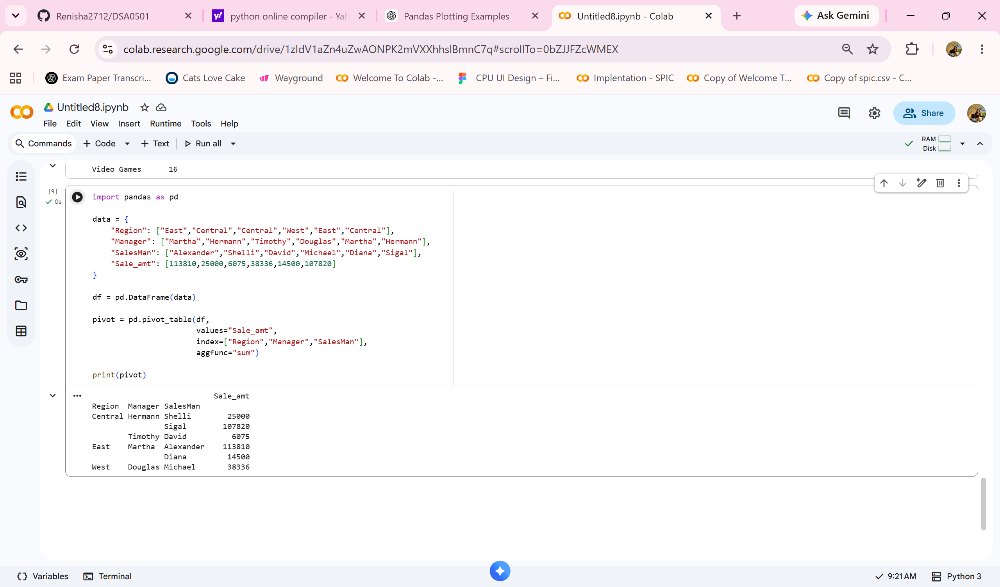 Renisha2712/DSA0501
python online compiler - Yah
Pandas Plotting Examples
Untitled8.ipynb - Colab
Ask Gemini
colab.research.google.com/drive/1zIdV1aZn4uZwAONPK2mVXXhhslBmnC7q#scrollTo=0bZJJFZcWMEX
Exam Paper Transcri...
Cats Love Cake
Wayground
Welcome To Colab -...
CPU UI Design – Fi...
Implentation - SPIC
Copy of Welcome T...
Copy of spic.csv - C...
Untitled8.ipynb
File Edit View Insert Runtime Tools Help
Share
Commands + Code + Text Run all
RAM
Disk
Video Games 16
[9]
0s
import pandas as pd
data = {
"Region": ["East","Central","Central","West","East","Central"],
"Manager": ["Martha","Hermann","Timothy","Douglas","Martha","Hermann"],
"SalesMan": ["Alexander","Shelli","David","Michael","Diana","Sigal"],
"Sale_amt": [113810,25000,6075,38336,14500,107820]
}
df = pd.DataFrame(data)
pivot = pd.pivot_table(df,
values="Sale_amt",
index=["Region","Manager","SalesMan"],
aggfunc="sum")
print(pivot)
Sale_amt
Region Manager SalesMan
Central Hermann Shelli 25000
Sigal 107820
Timothy David 6075
East Martha Alexander 113810
Diana 14500
West Douglas Michael 38336
Variables
Terminal
9:21 AM
Python 3